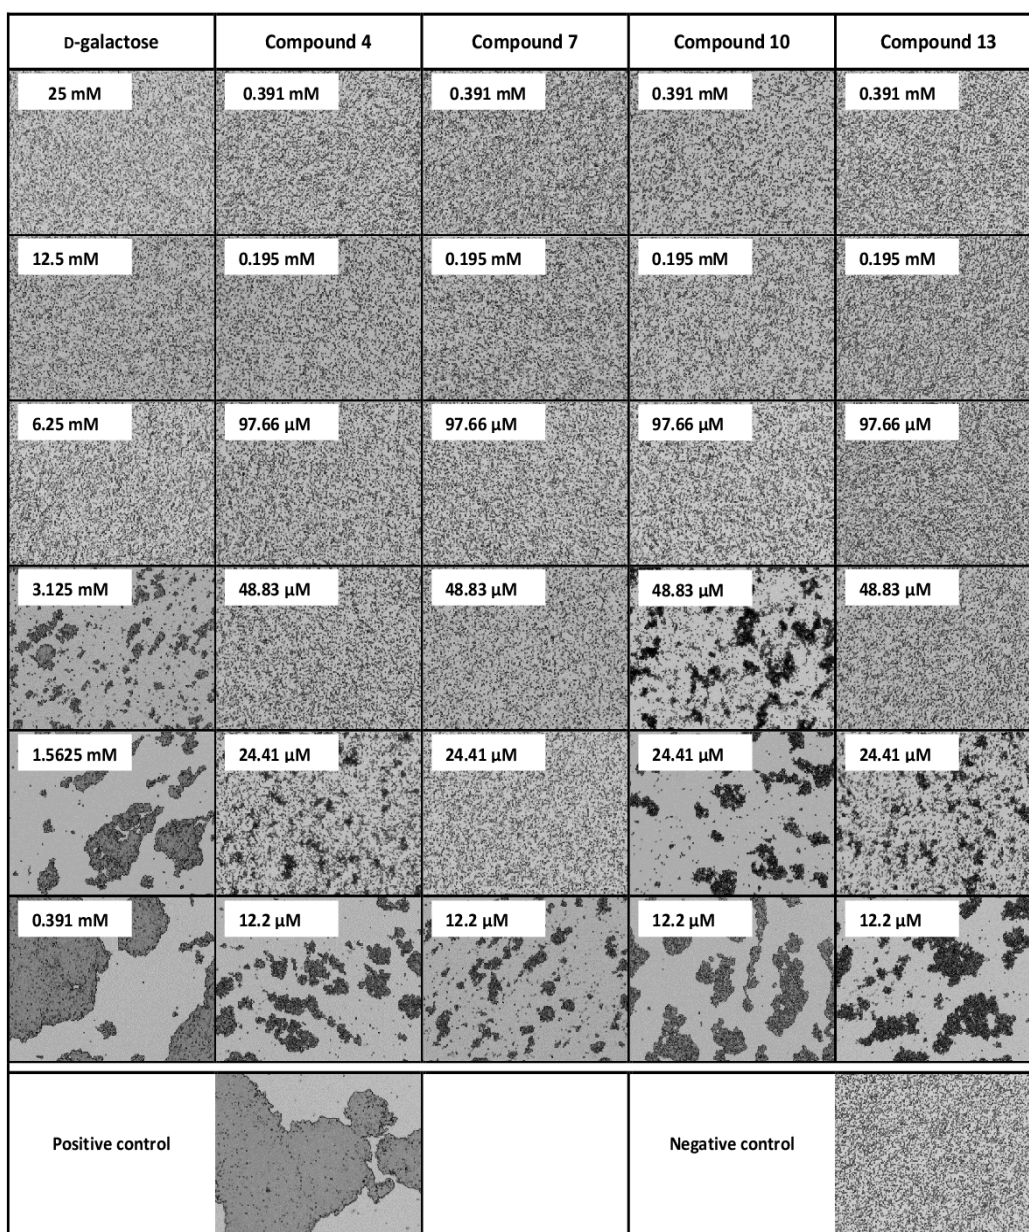 D-galactose Compound 4 Compound 7 Compound 10 Compound 13
25 mM 0.391 mM 0.391 mM 0.391 mM 0.391 mM
12.5 mM 0.195 mM 0.195 mM 0.195 mM 0.195 mM
6.25 mM 97.66 µM 97.66 µM 97.66 µM 97.66 µM
3.125 mM 48.83 µM 48.83 µM 48.83 µM 48.83 µM
1.5625 mM 24.41 µM 24.41 µM 24.41 µM 24.41 µM
0.391 mM 12.2 µM 12.2 µM 12.2 µM 12.2 µM
Positive control Negative control